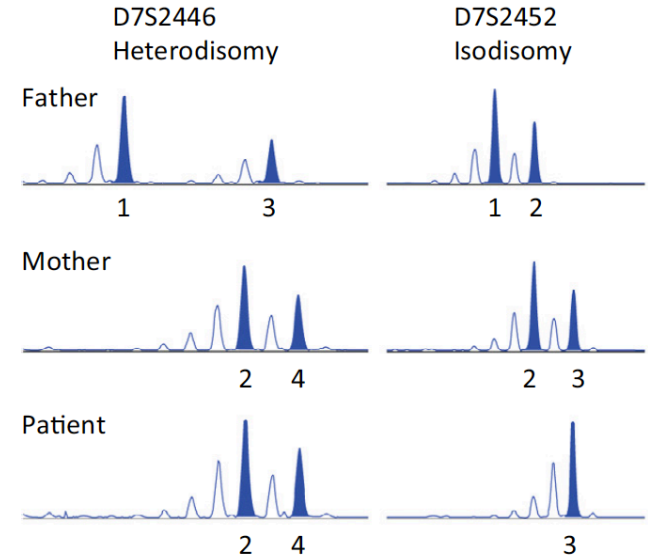 D7S2446
Heterodisomy
D7S2452
Isodisomy
Father
1 3
1 2
Mother
2 4
2 3
Patient
2 4
3